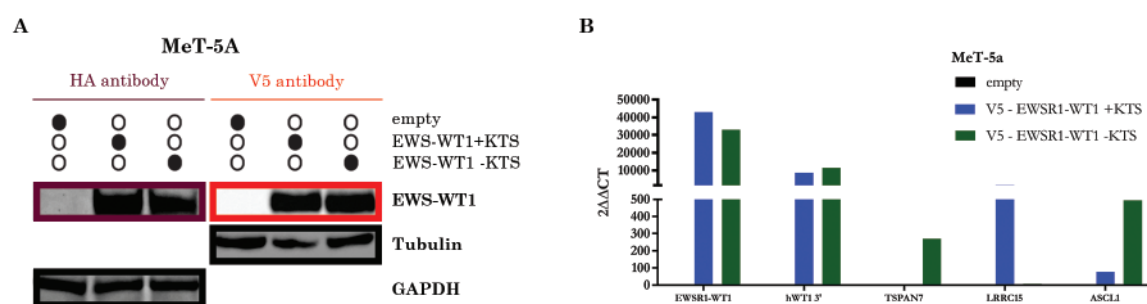 A
MeT-5A
HA antibody
V5 antibody
empty
EWS-WT1+KTS
EWS-WT1 -KTS
EWS-WT1
Tubulin
GAPDH
B
MeT-5a
empty
V5 - EWSR1-WT1 +KTS
V5 - EWSR1-WT1 -KTS
2ΔΔCT
50000
40000
30000
20000
10000
500
400
300
200
100
0
EWSR1-WT1
hWT1 3'
TSPAN7
LRRC15
ASCL1